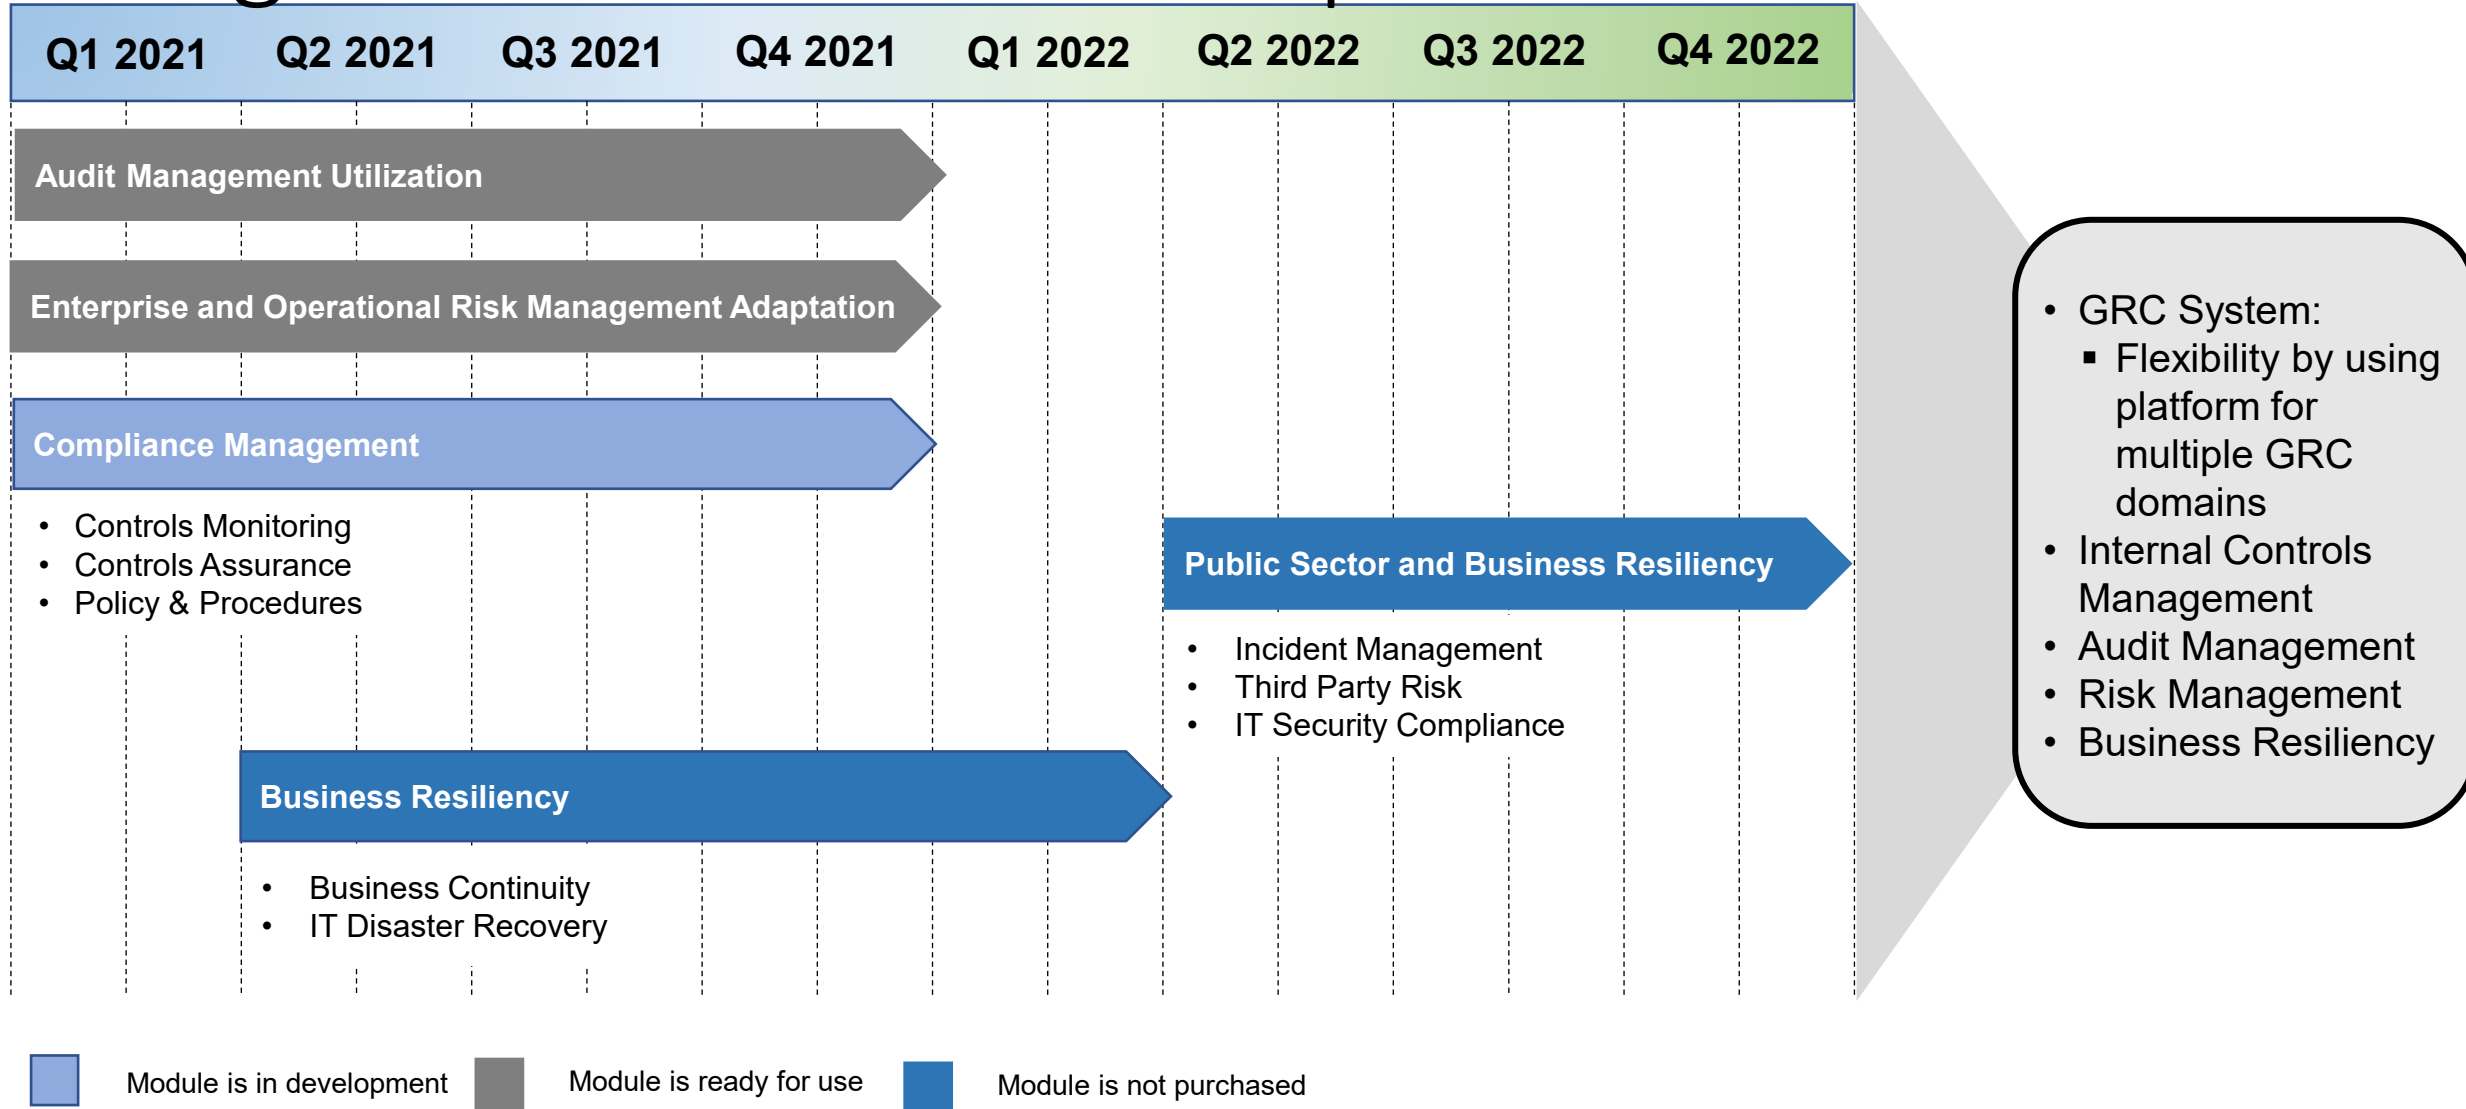 Q1 2021 Q2 2021 Q3 2021 Q4 2021 Q1 2022 Q2 2022 Q3 2022 Q4 2022
Audit Management Utilization
Enterprise and Operational Risk Management Adaptation
Compliance Management
• Controls Monitoring
• Controls Assurance
• Policy & Procedures
Public Sector and Business Resiliency
• Incident Management
• Third Party Risk
• IT Security Compliance
Business Resiliency
• Business Continuity
• IT Disaster Recovery
• GRC System:
▪ Flexibility by using
platform for
multiple GRC
domains
• Internal Controls
Management
• Audit Management
• Risk Management
• Business Resiliency
Module is in development
Module is ready for use
Module is not purchased